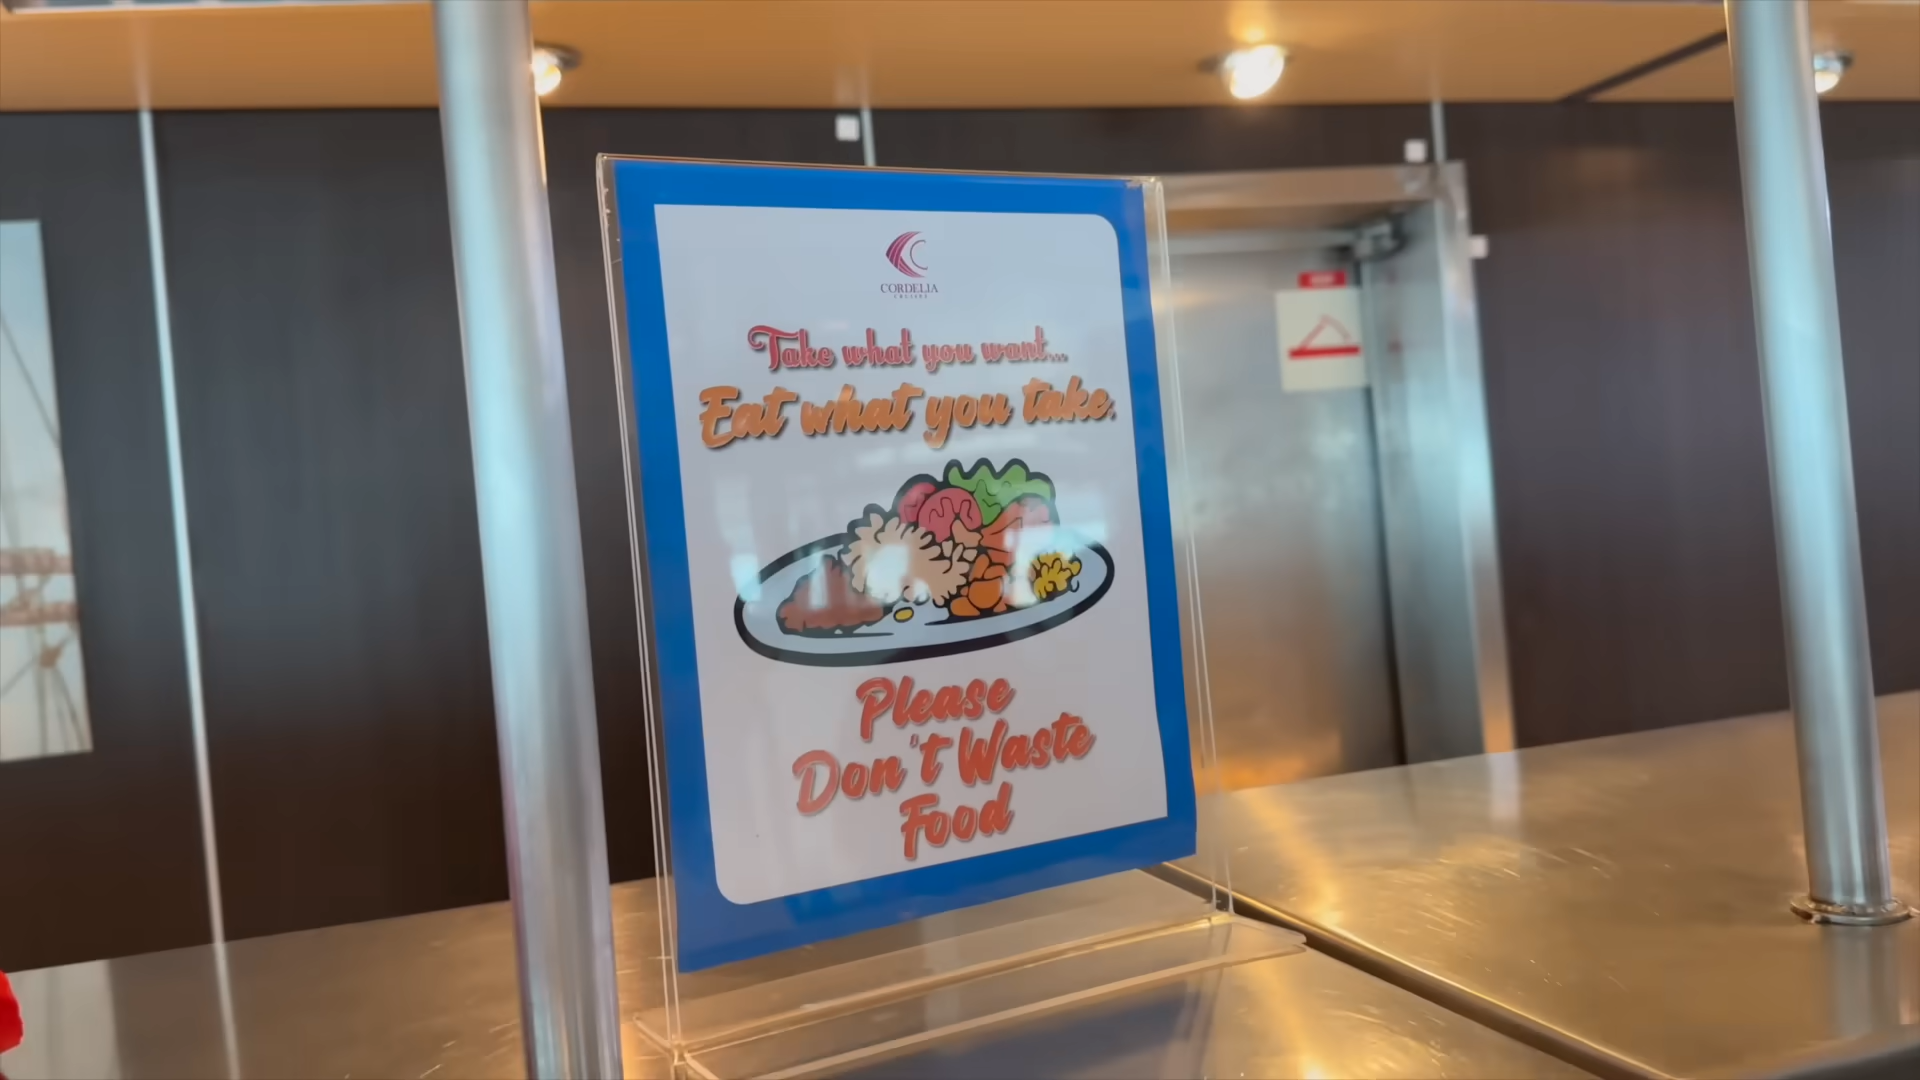 CORDELIA
CRUISES
Take what you want...
Eat what you take.
Please
Don't Waste
Food